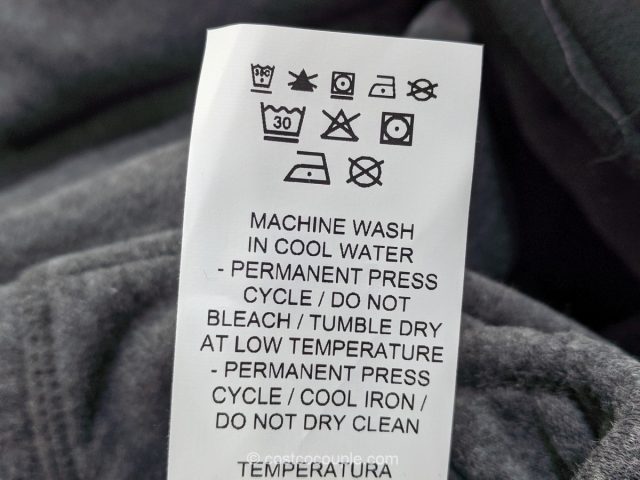 30
MACHINE WASH
IN COOL WATER
- PERMANENT PRESS
CYCLE / DO NOT
BLEACH / TUMBLE DRY
AT LOW TEMPERATURE
- PERMANENT PRESS
CYCLE / COOL IRON /
DO NOT DRY CLEAN
costcocouple.com
TEMPERATURA